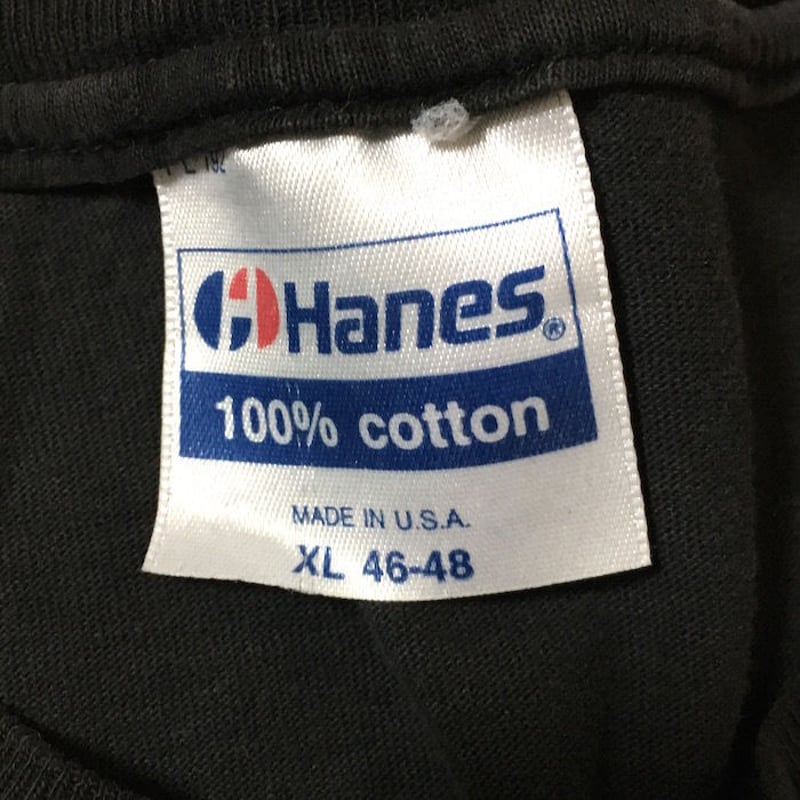 Hanes®
100% cotton
MADE IN U.S.A.
XL 46-48